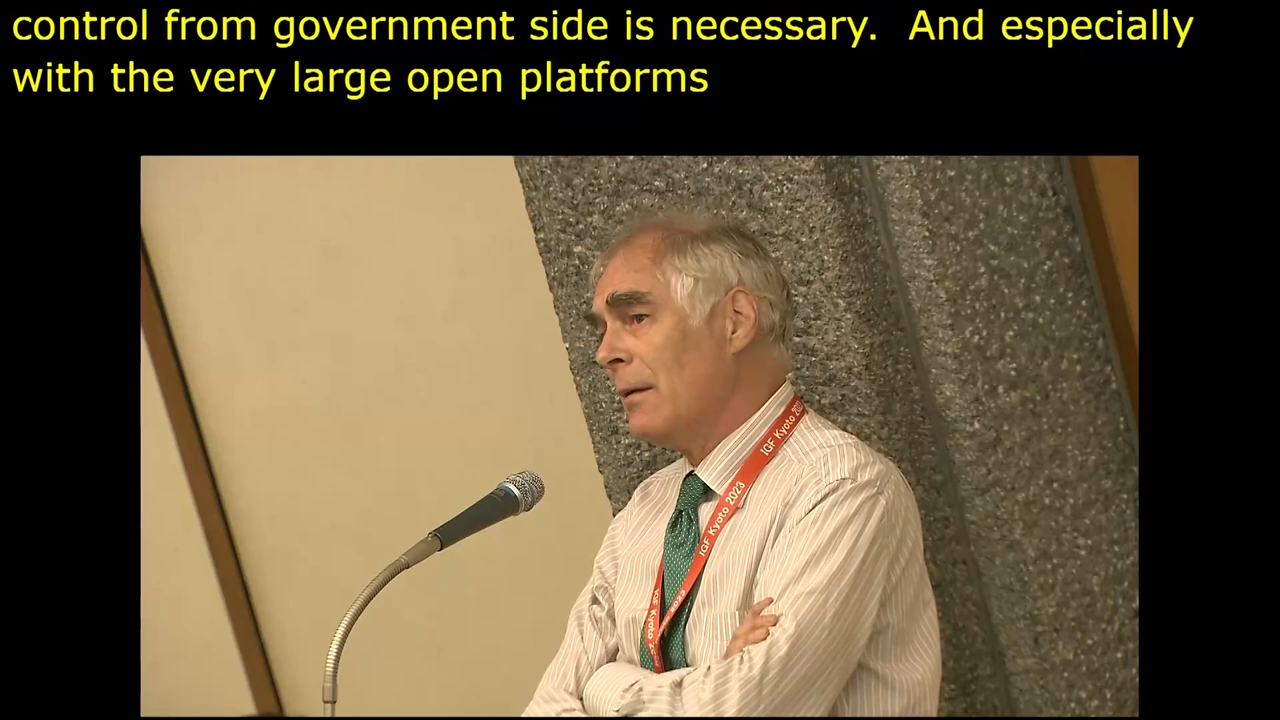 control from government side is necessary.  And especially
with the very large open platforms
IGF Kyoto 202
IGF Kyoto 2023